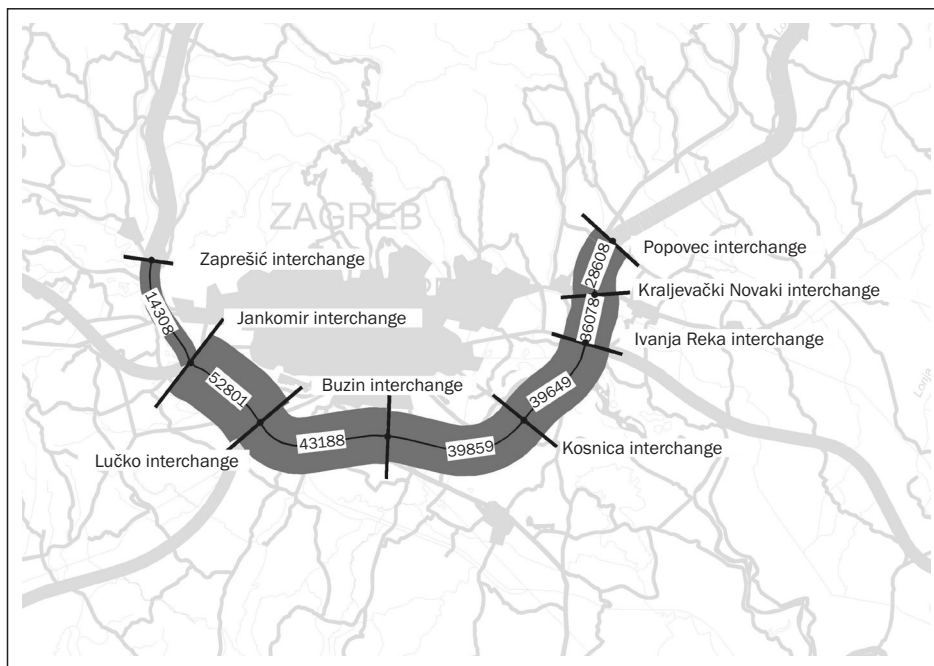 ZAGREB
Popovec interchange
Zaprešić interchange
28608
Kraljevački Novaki interchange
14308
Jankomir interchange
86078
Ivanja Reka interchange
Lonja
52801
Buzin interchange
39649
43188
39859
Kosnica interchange
Lučko interchange